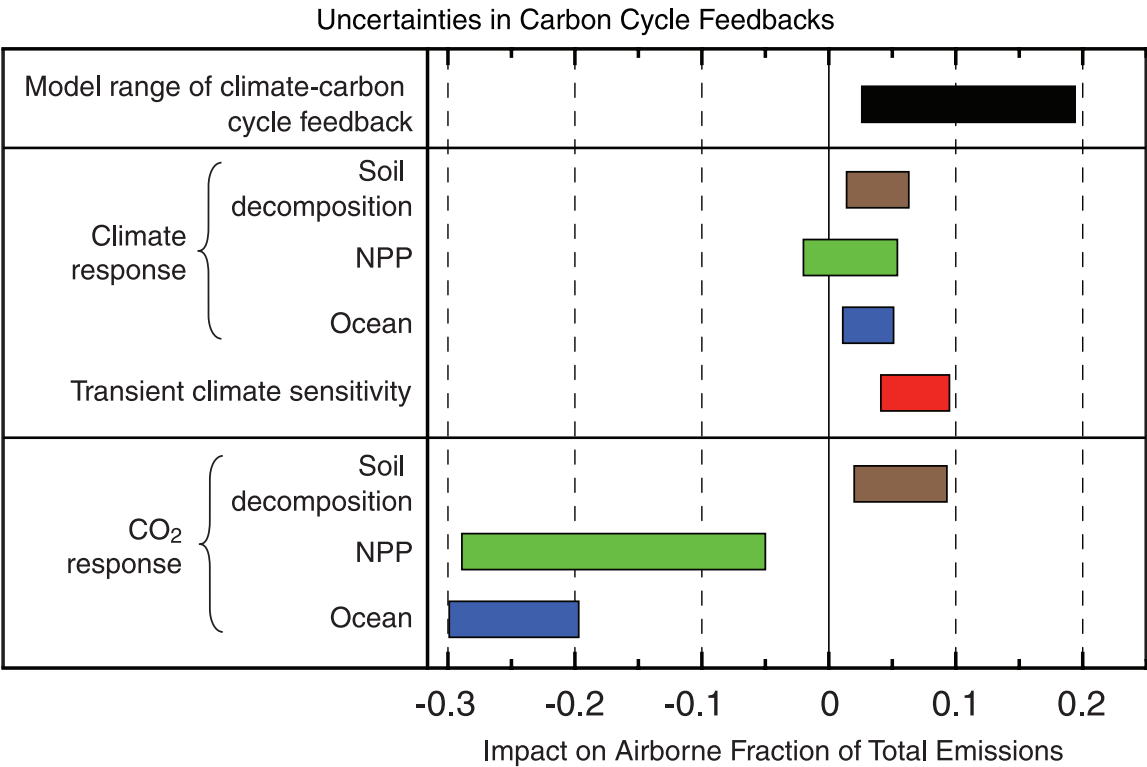 Uncertainties in Carbon Cycle Feedbacks
Model range of climate-carbon
cycle feedback
Climate
response
Soil
decomposition
NPP
Ocean
Transient climate sensitivity
CO₂
response
Soil
decomposition
NPP
Ocean
-0.3 -0.2 -0.1 0 0.1 0.2
Impact on Airborne Fraction of Total Emissions